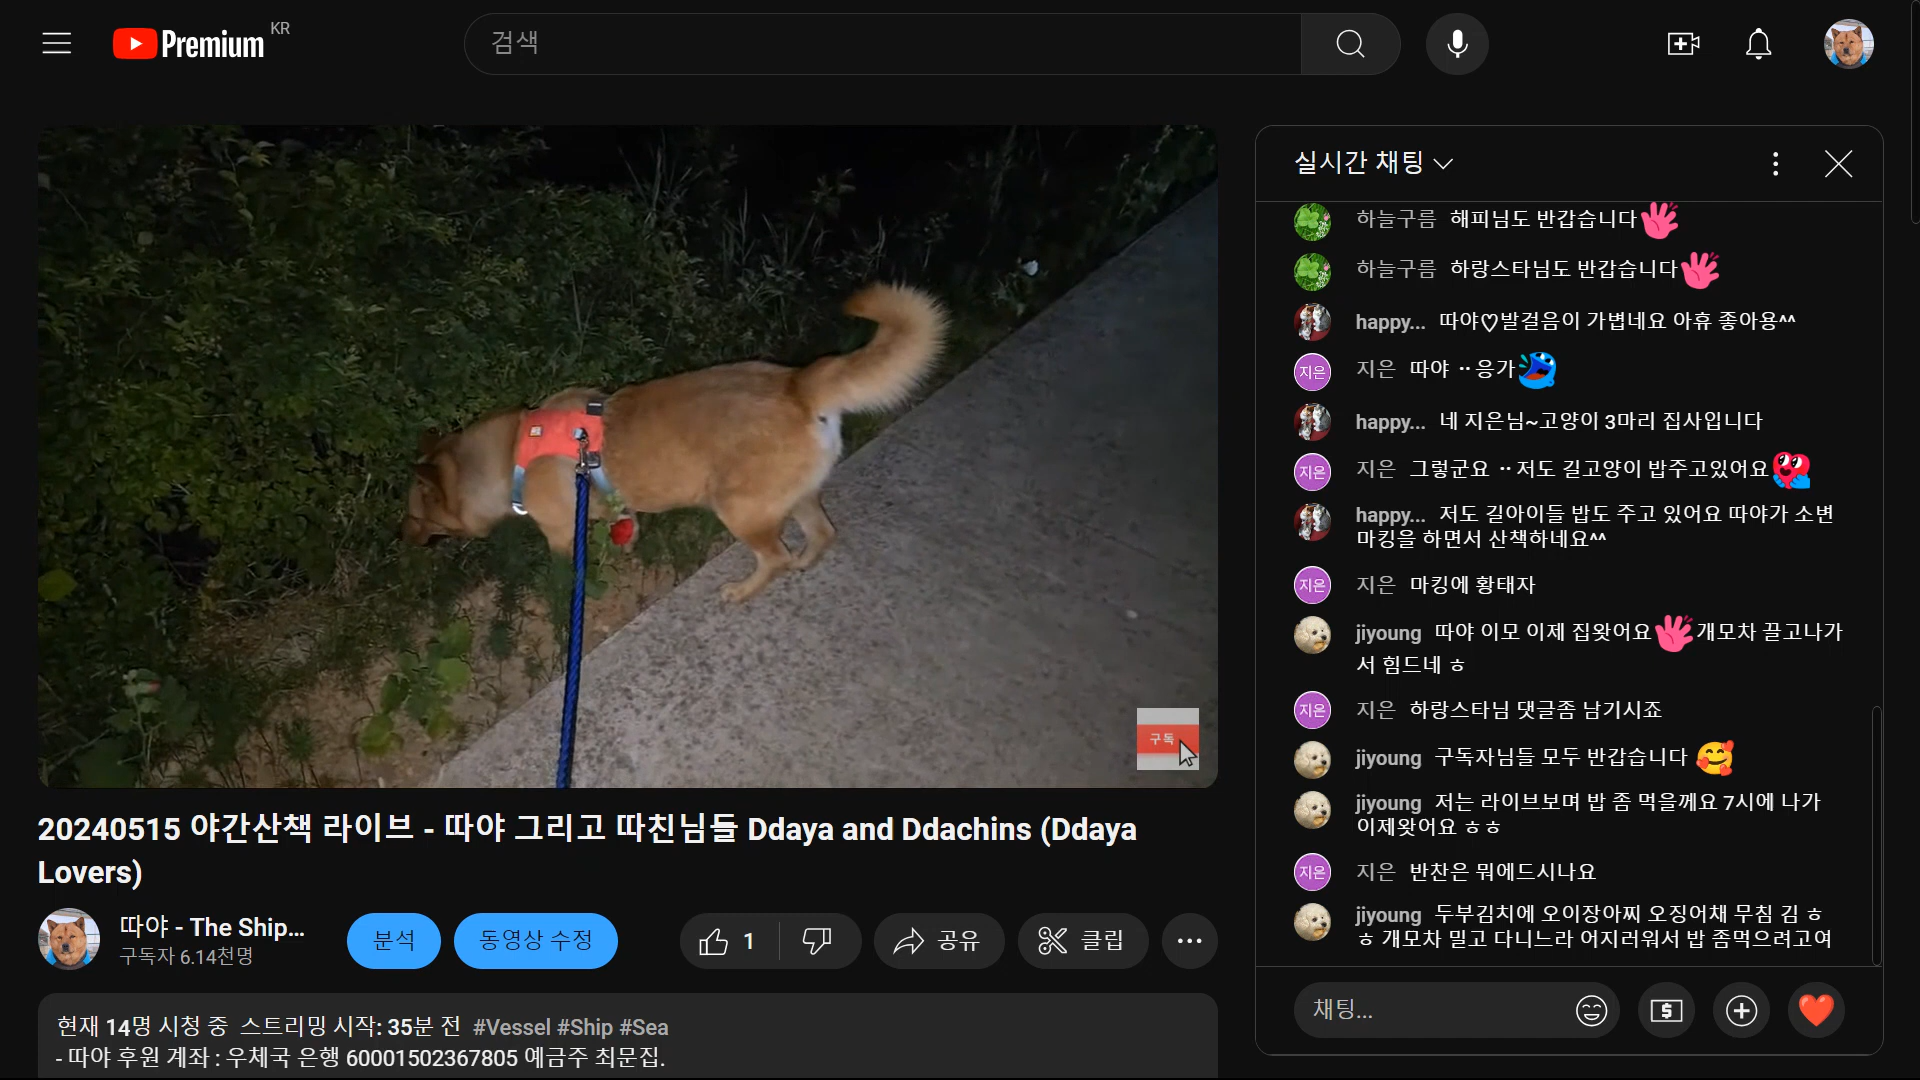 Premium KR
검색
구독
20240515 야간산책 라이브 - 따야 그리고 따친님들 Ddaya and Ddachins (Ddaya
Lovers)
따야 - The Ship...
구독자 6.14천명
분석
동영상 수정
1
공유
클립
현재 14명 시청 중 스트리밍 시작: 35분 전 #Vessel #Ship #Sea
- 따야 후원 계좌 : 우체국 은행 60001502367805 예금주 최문집.
실시간 채팅
하늘구름 해피님도 반갑습니다
하늘구름 하랑스타님도 반갑습니다
happy... 따야♡발걸음이 가볍네요 아휴 좋아용^^
지은 지은 따야 ··응가
happy... 네 지은님~고양이 3마리 집사입니다
지은 지은 그렇군요 ··저도 길고양이 밥주고있어요
happy... 저도 길아이들 밥도 주고 있어요 따야가 소변
마킹을 하면서 산책하네요^^
지은 지은 마킹에 황태자
jiyoung 따야 이모 이제 집왓어요 개모차 끌고나가
서 힘드네 ㅎ
지은 지은 하랑스타님 댓글좀 남기시죠
jiyoung 구독자님들 모두 반갑습니다
jiyoung 저는 라이브보며 밥 좀 먹을께요 7시에 나가
이제왓어요 ㅎㅎ
지은 지은 반찬은 뭐에드시나요
jiyoung 두부김치에 오이장아찌 오징어채 무침 김 ㅎ
ㅎ 개모차 밀고 다니느라 어지러워서 밥 좀먹으려고여
채팅...